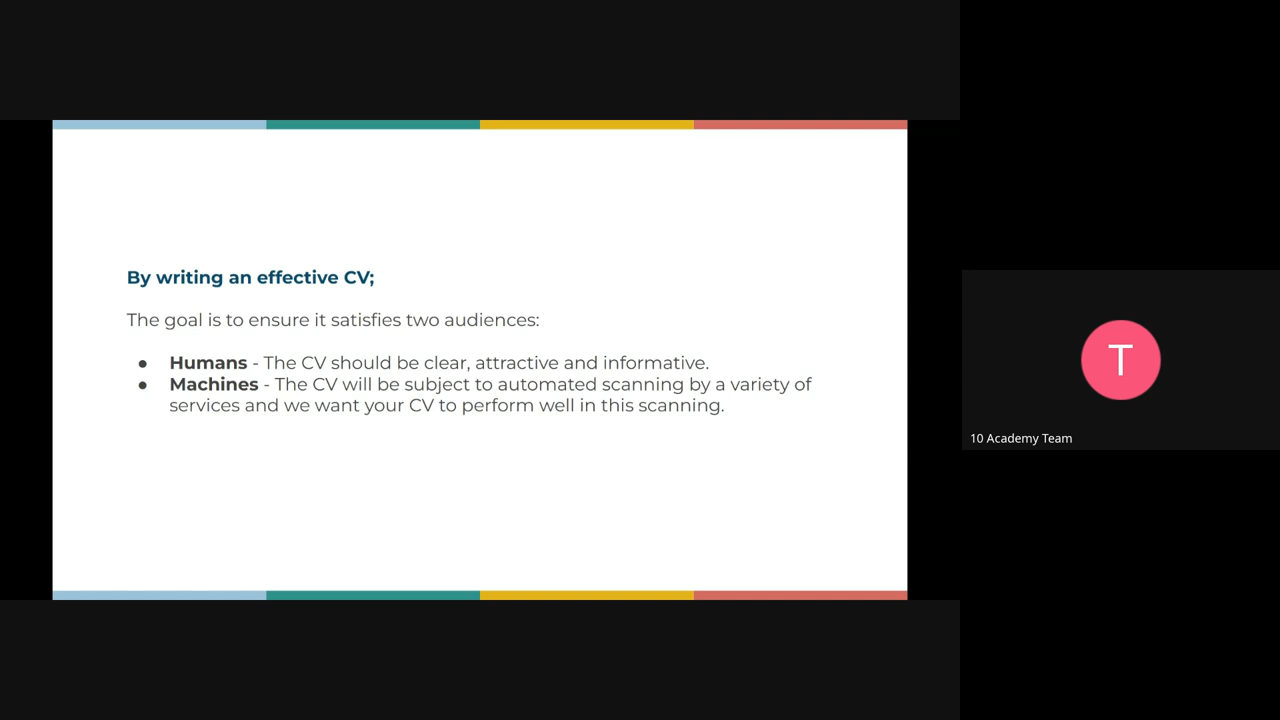 By writing an effective CV;
The goal is to ensure it satisfies two audiences:
● Humans - The CV should be clear, attractive and informative.
● Machines - The CV will be subject to automated scanning by a variety of
services and we want your CV to perform well in this scanning.
T
10 Academy Team